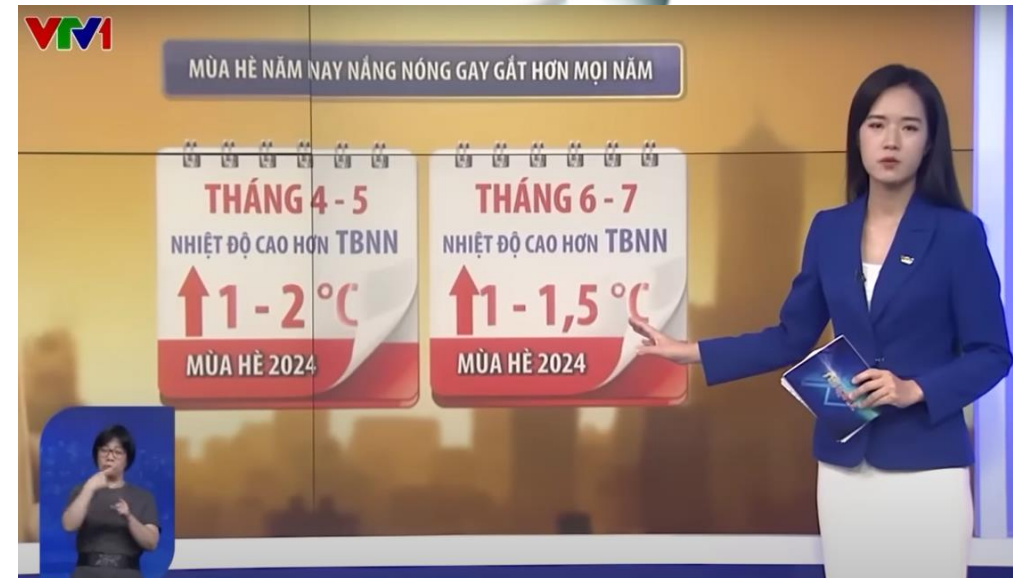 VTV1
MÙA HÈ NĂM NAY NẮNG NÓNG GAY GẮT HƠN MỌI NĂM
THÁNG 4 - 5
NHIỆT ĐỘ CAO HƠN TBNN
1 - 2 °C
MÙA HÈ 2024
THÁNG 6 - 7
NHIỆT ĐỘ CAO HƠN TBNN
1 - 1,5 °C
MÙA HÈ 2024